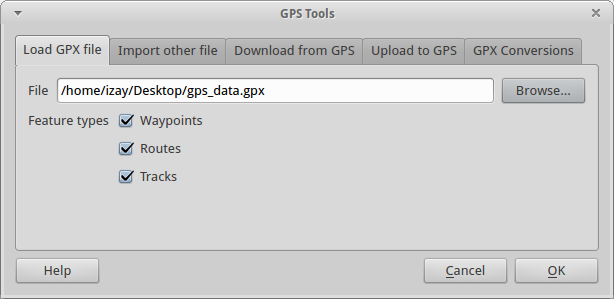 GPS Tools
Load GPX file Import other file Download from GPS Upload to GPS GPX Conversions
File /home/izay/Desktop/gps_data.gpx Browse...
Feature types Waypoints
Routes
Tracks
Help Cancel OK